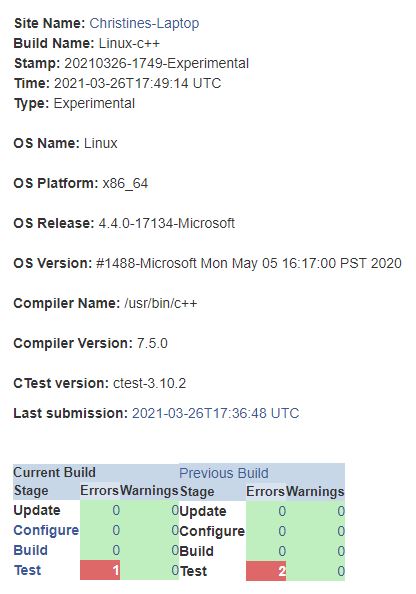 Site Name: Christines-Laptop
Build Name: Linux-c++
Stamp: 20210326-1749-Experimental
Time: 2021-03-26T17:49:14 UTC
Type: Experimental
OS Name: Linux
OS Platform: x86_64
OS Release: 4.4.0-17134-Microsoft
OS Version: #1488-Microsoft Mon May 05 16:17:00 PST 2020
Compiler Name: /usr/bin/c++
Compiler Version: 7.5.0
CTest version: ctest-3.10.2
Last submission: 2021-03-26T17:36:48 UTC
Current Build Previous Build
Stage Errors Warnings Stage Errors Warnings
Update 0 0 Update 0 0
Configure 0 0 Configure 0 0
Build 0 0 Build 0 0
Test 1 0 Test 2 0